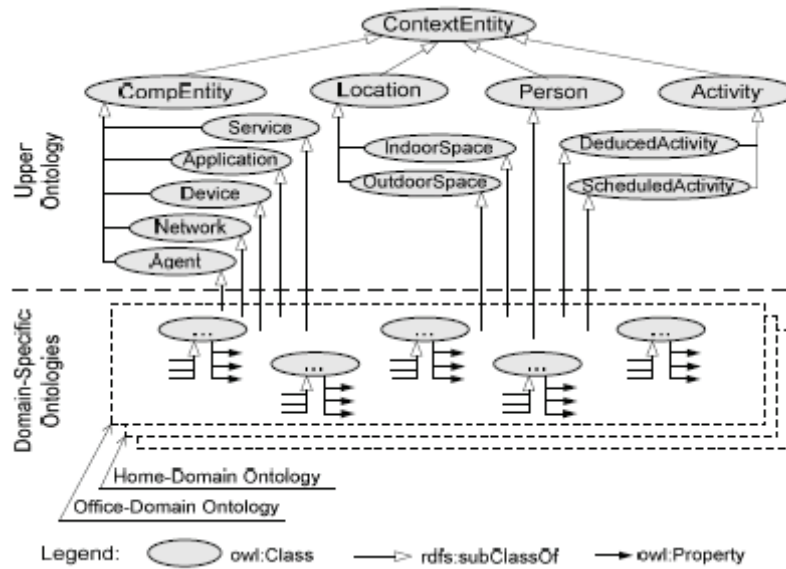 ContextEntity
CompEntity Location Person Activity
Service
Application
Device
Network
Agent
IndoorSpace
OutdoorSpace
DeducedActivity
ScheduledActivity
Upper
Ontology
...
...
...
...
...
Domain-Specific
Ontologies
Home-Domain Ontology
Office-Domain Ontology
Legend: owl:Class rdfs:subClassOf owl:Property